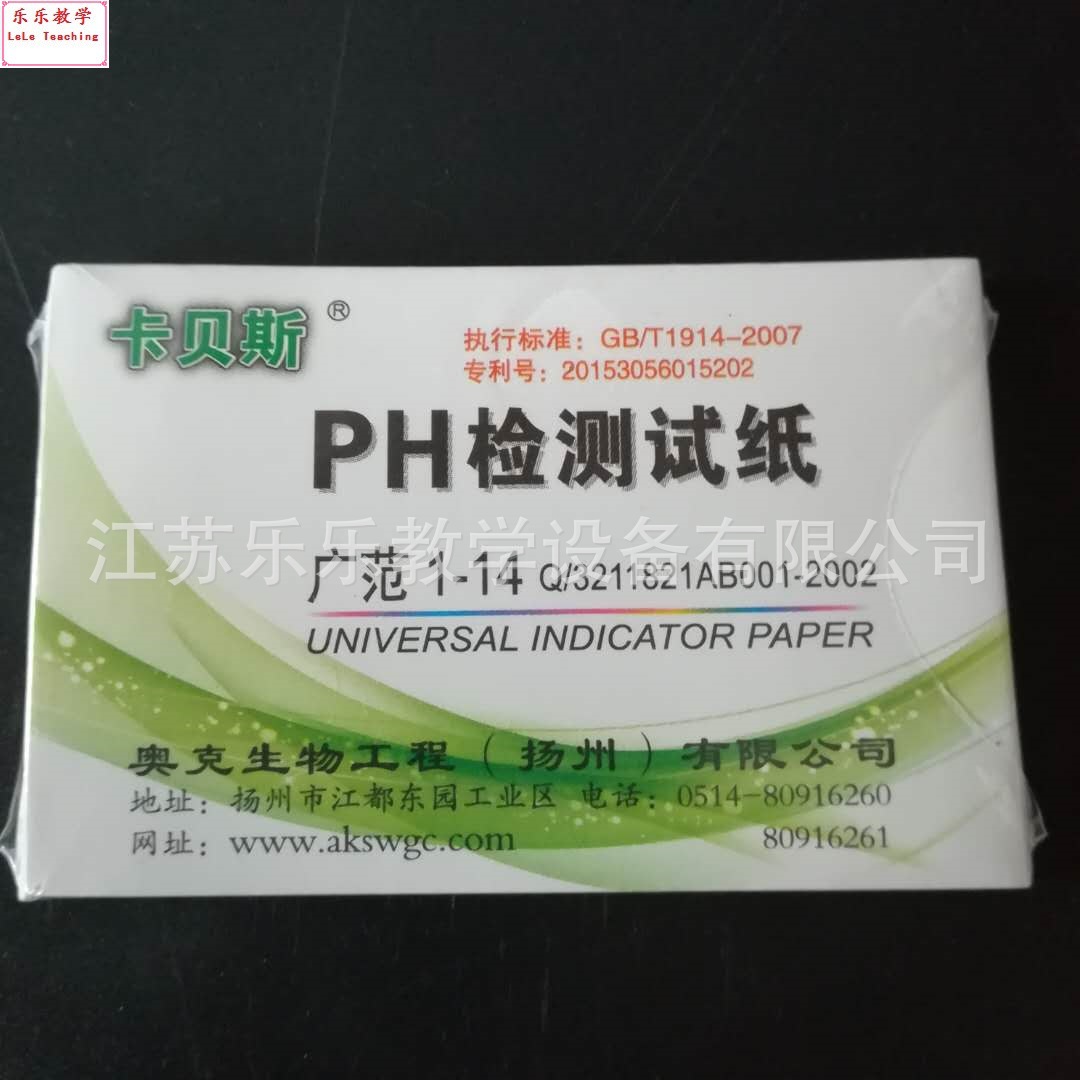 乐乐教学
LeLe Teaching
卡贝斯®
执行标准：GB/T1914-2007
专利号：20153056015202
PH检测试纸
江苏乐乐教学设备有限公司
广范 1-14 Q/3211821AB001-2002
UNIVERSAL INDICATOR PAPER
奥克生物工程（扬州）有限公司
地址：扬州市江都东园工业区 电话：0514-80916260
网址：www.akswgc.com 80916261